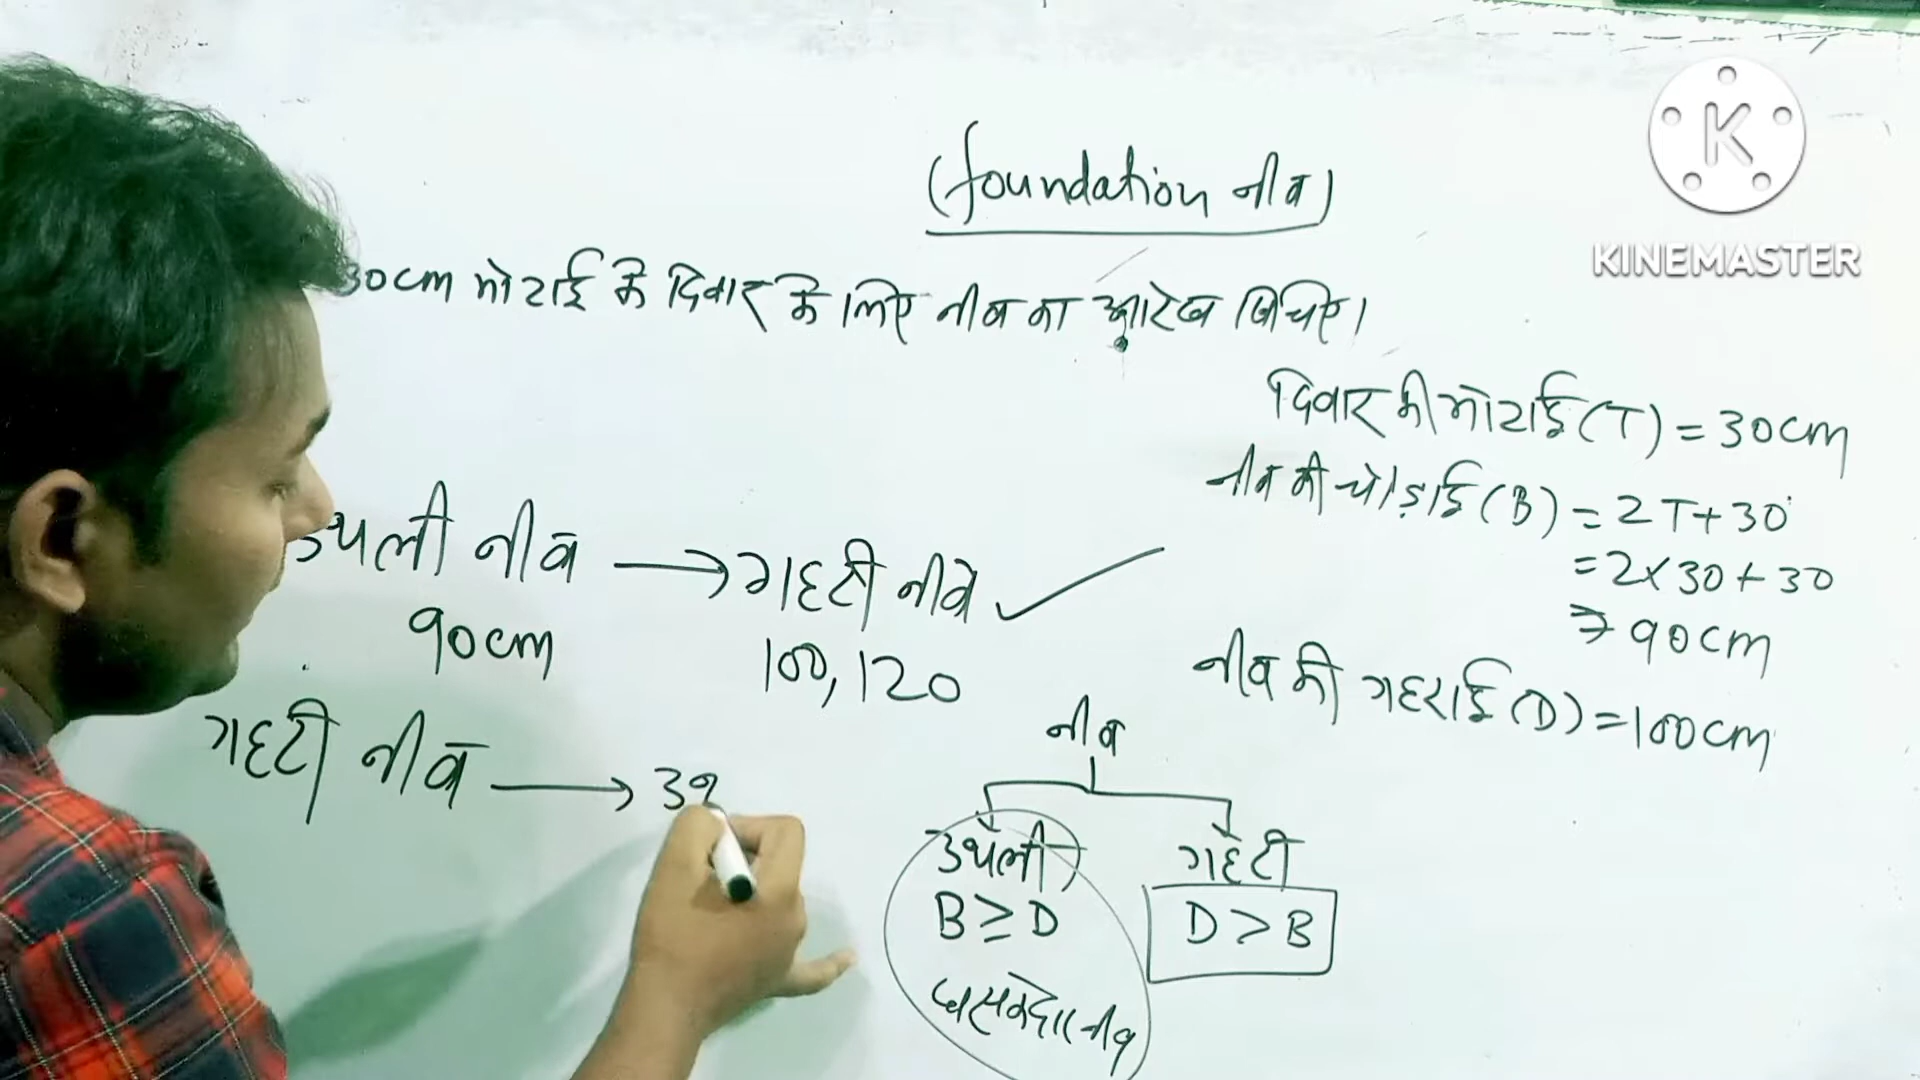 (foundation नीव)
30cm मोटाई के दिवार के लिए नीव का आरेख खिचिए।
दिवार की मोटाई (T) = 30cm
नीव की चोड़ाई (B) = 2T+30
= 2×30+30
⇒ 90cm
नीव की गहराई (D) = 100cm
उथली नीव → गहरी नीव ✓
90cm 100, 120
गहरी नीव → उथ
नीव
उथली गहरी
B ≥ D D > B
नीव
KINEMASTER